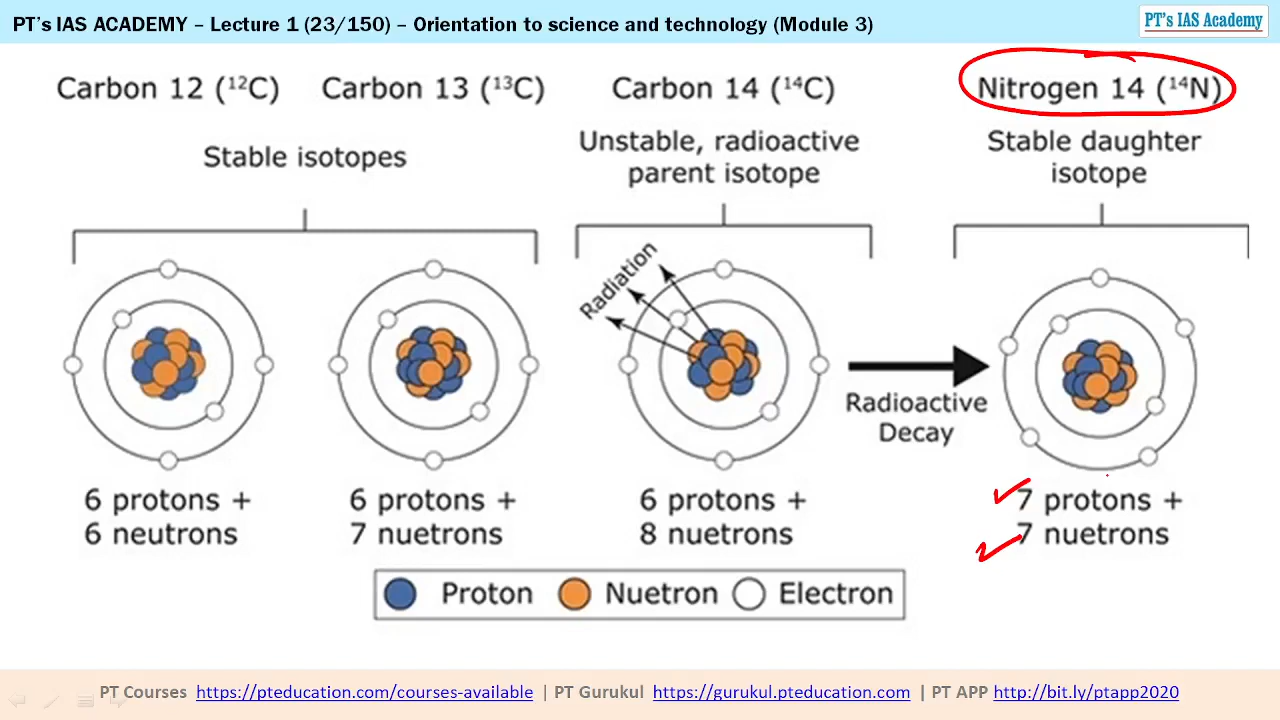 PT's IAS ACADEMY – Lecture 1 (23/150) – Orientation to science and technology (Module 3)
PT's IAS Academy
Carbon 12 (¹²C)
Carbon 13 (¹³C)
Carbon 14 (¹⁴C)
Nitrogen 14 (¹⁴N)
Stable isotopes
Unstable, radioactive
parent isotope
Stable daughter
isotope
Radiation
Radioactive
Decay
6 protons +
6 neutrons
6 protons +
7 nuetrons
6 protons +
8 nuetrons
7 protons +
7 nuetrons
Proton
Nuetron
Electron
PT Courses https://pteducation.com/courses-available | PT Gurukul https://gurukul.pteducation.com | PT APP http://bit.ly/ptapp2020